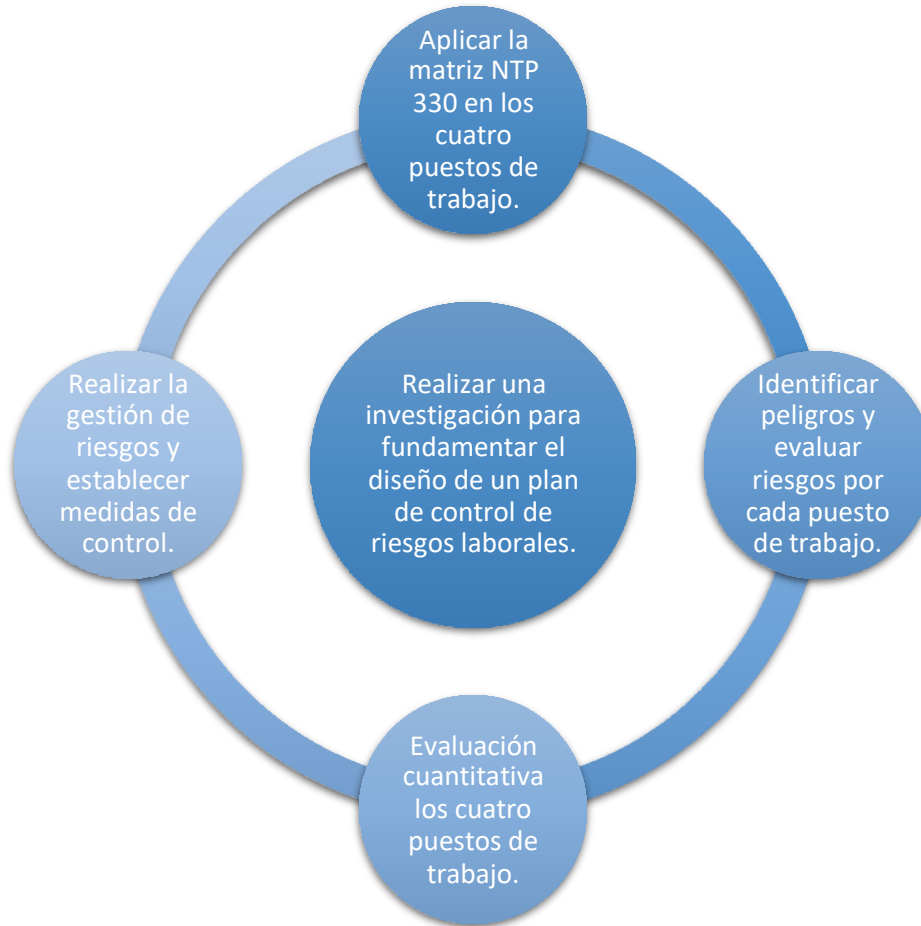 Aplicar la
matriz NTP
330 en los
cuatro
puestos de
trabajo.
Identificar
peligros y
evaluar
riesgos por
cada puesto
de trabajo.
Evaluación
cuantitativa
los cuatro
puestos de
trabajo.
Realizar la
gestión de
riesgos y
establecer
medidas de
control.
Realizar una
investigación para
fundamentar el
diseño de un plan
de control de
riesgos laborales.